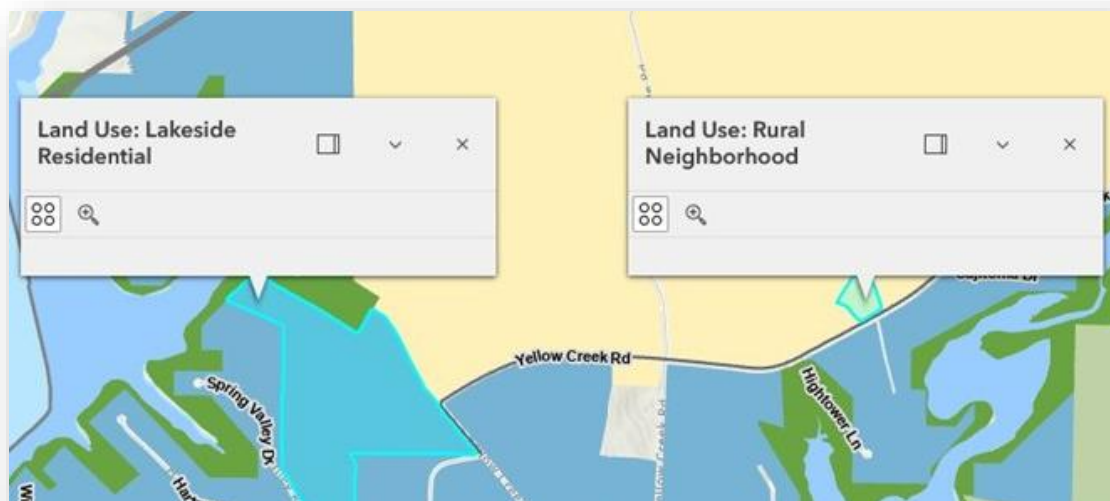 Land Use: Lakeside
Residential
Land Use: Rural
Neighborhood
Yellow Creek Rd
Spring Valley Dr
Hightower Ln